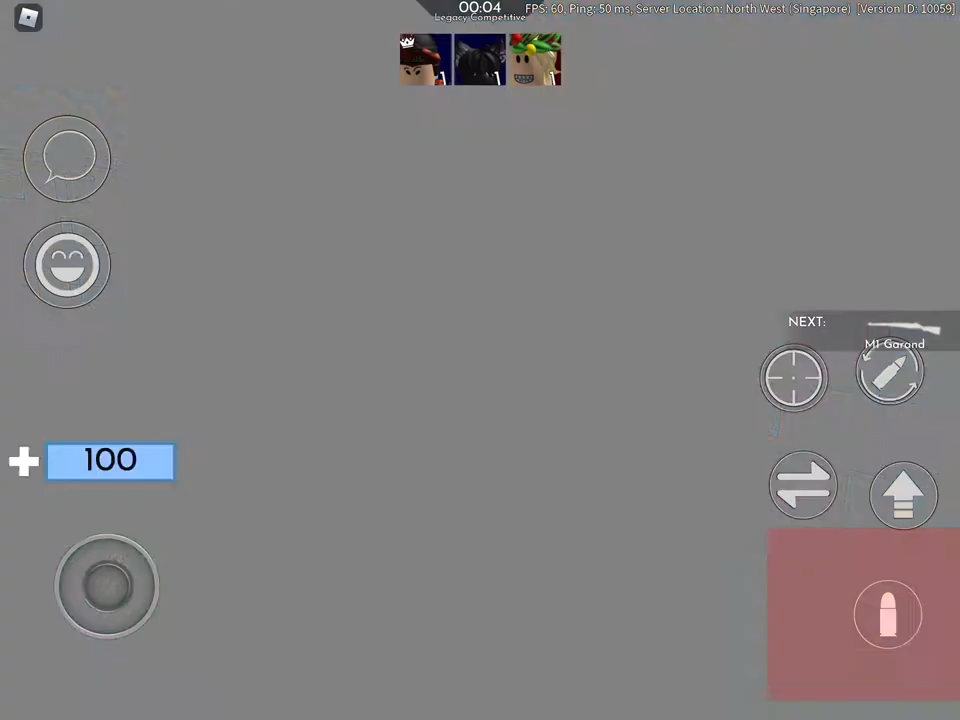 00:04
Legacy Competitive
FPS: 60, Ping: 50 ms, Server Location: North West (Singapore) [Version ID: 10059]
NEXT:
M1 Garand
100